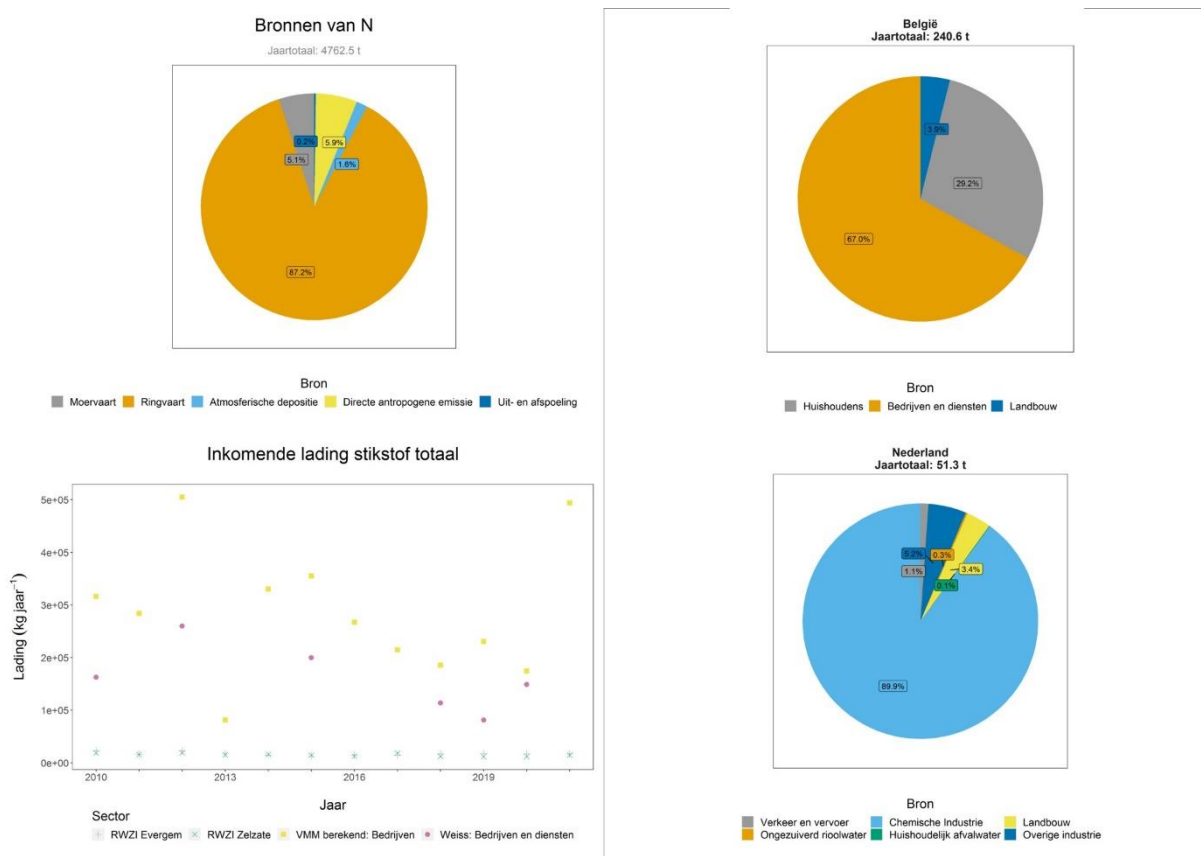 Bronnen van N
Jaartotaal: 4762.5 t
0.2%
5.9%
5.1%
1.6%
87.2%
Bron
Moervaart Ringvaart Atmosferische depositie Directe antropogene emissie Uit- en afspoeling
België
Jaartotaal: 240.6 t
3.9%
29.2%
67.0%
Bron
Huishoudens Bedrijven en diensten Landbouw
Inkomende lading stikstof totaal
Lading (kg jaar⁻¹)
5e+05
4e+05
3e+05
2e+05
1e+05
0e+00
2010 2013 2016 2019
Jaar
Sector
RWZI Evergem RWZI Zelzate VMM berekend: Bedrijven Weiss: Bedrijven en diensten
Nederland
Jaartotaal: 51.3 t
5.2% 0.3%
1.1% 3.4%
0.1%
89.9%
Bron
Verkeer en vervoer Chemische Industrie Landbouw
Ongezuiverd rioolwater Huishoudelijk afvalwater Overige industrie